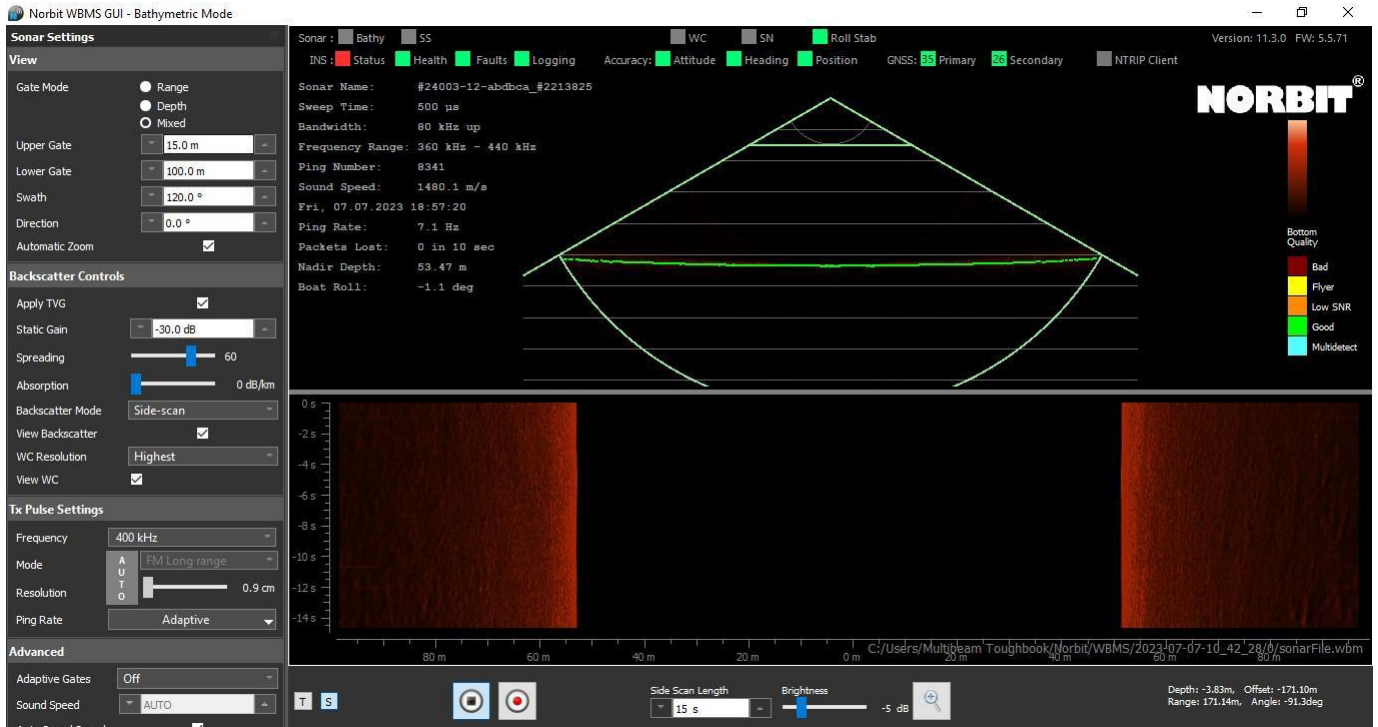 Norbit WBMS GUI - Bathymetric Mode
Sonar Settings
View
Gate Mode
Range
Depth
Mixed
Upper Gate 15.0 m
Lower Gate 100.0 m
Swath 120.0 °
Direction 0.0 °
Automatic Zoom
Backscatter Controls
Apply TVG
Static Gain -30.0 dB
Spreading 60
Absorption 0 dB/km
Backscatter Mode Side-scan
View Backscatter
WC Resolution Highest
View WC
Tx Pulse Settings
Frequency 400 kHz
Mode FM Long range
AUTO
Resolution 0.9 cm
Ping Rate Adaptive
Advanced
Adaptive Gates Off
Sound Speed AUTO
Sonar : Bathy SS WC SN Roll Stab Version: 11.3.0 FW: 5.5.71
INS : Status Health Faults Logging Accuracy: Attitude Heading Position GNSS: 35 Primary 26 Secondary NTRIP Client
Sonar Name: #24003-12-abdbca_#2213825
Sweep Time: 500 µs
Bandwidth: 80 kHz up
Frequency Range: 360 kHz - 440 kHz
Ping Number: 8341
Sound Speed: 1480.1 m/s
Fri, 07.07.2023 18:57:20
Ping Rate: 7.1 Hz
Packets Lost: 0 in 10 sec
Nadir Depth: 53.47 m
Boat Roll: -1.1 deg
NORBIT®
Bottom
Quality
Bad
Flyer
Low SNR
Good
Multidetect
0 s
-2 s
-4 s
-6 s
-8 s
-10 s
-12 s
-14 s
80 m 60 m 40 m 20 m 0 m 20 m 40 m 60 m 80 m
C:/Users/Multibeam Toughbook/Norbit/WBMS/2023-07-07-10_42_28/0/sonarFile.wbm
T S
Side Scan Length
15 s
Brightness
-5 dB
Depth: -3.83m, Offset: -171.10m
Range: 171.14m, Angle: -91.3deg